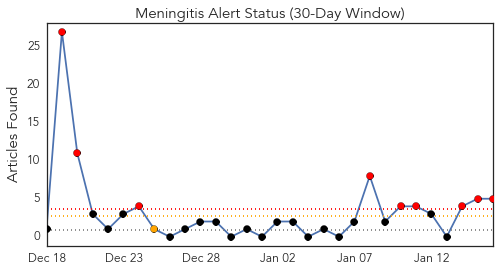 Meningitis Alert Status (30-Day Window)
Articles Found
25
20
15
10
5
0
Dec 18 Dec 23 Dec 28 Jan 02 Jan 07 Jan 12